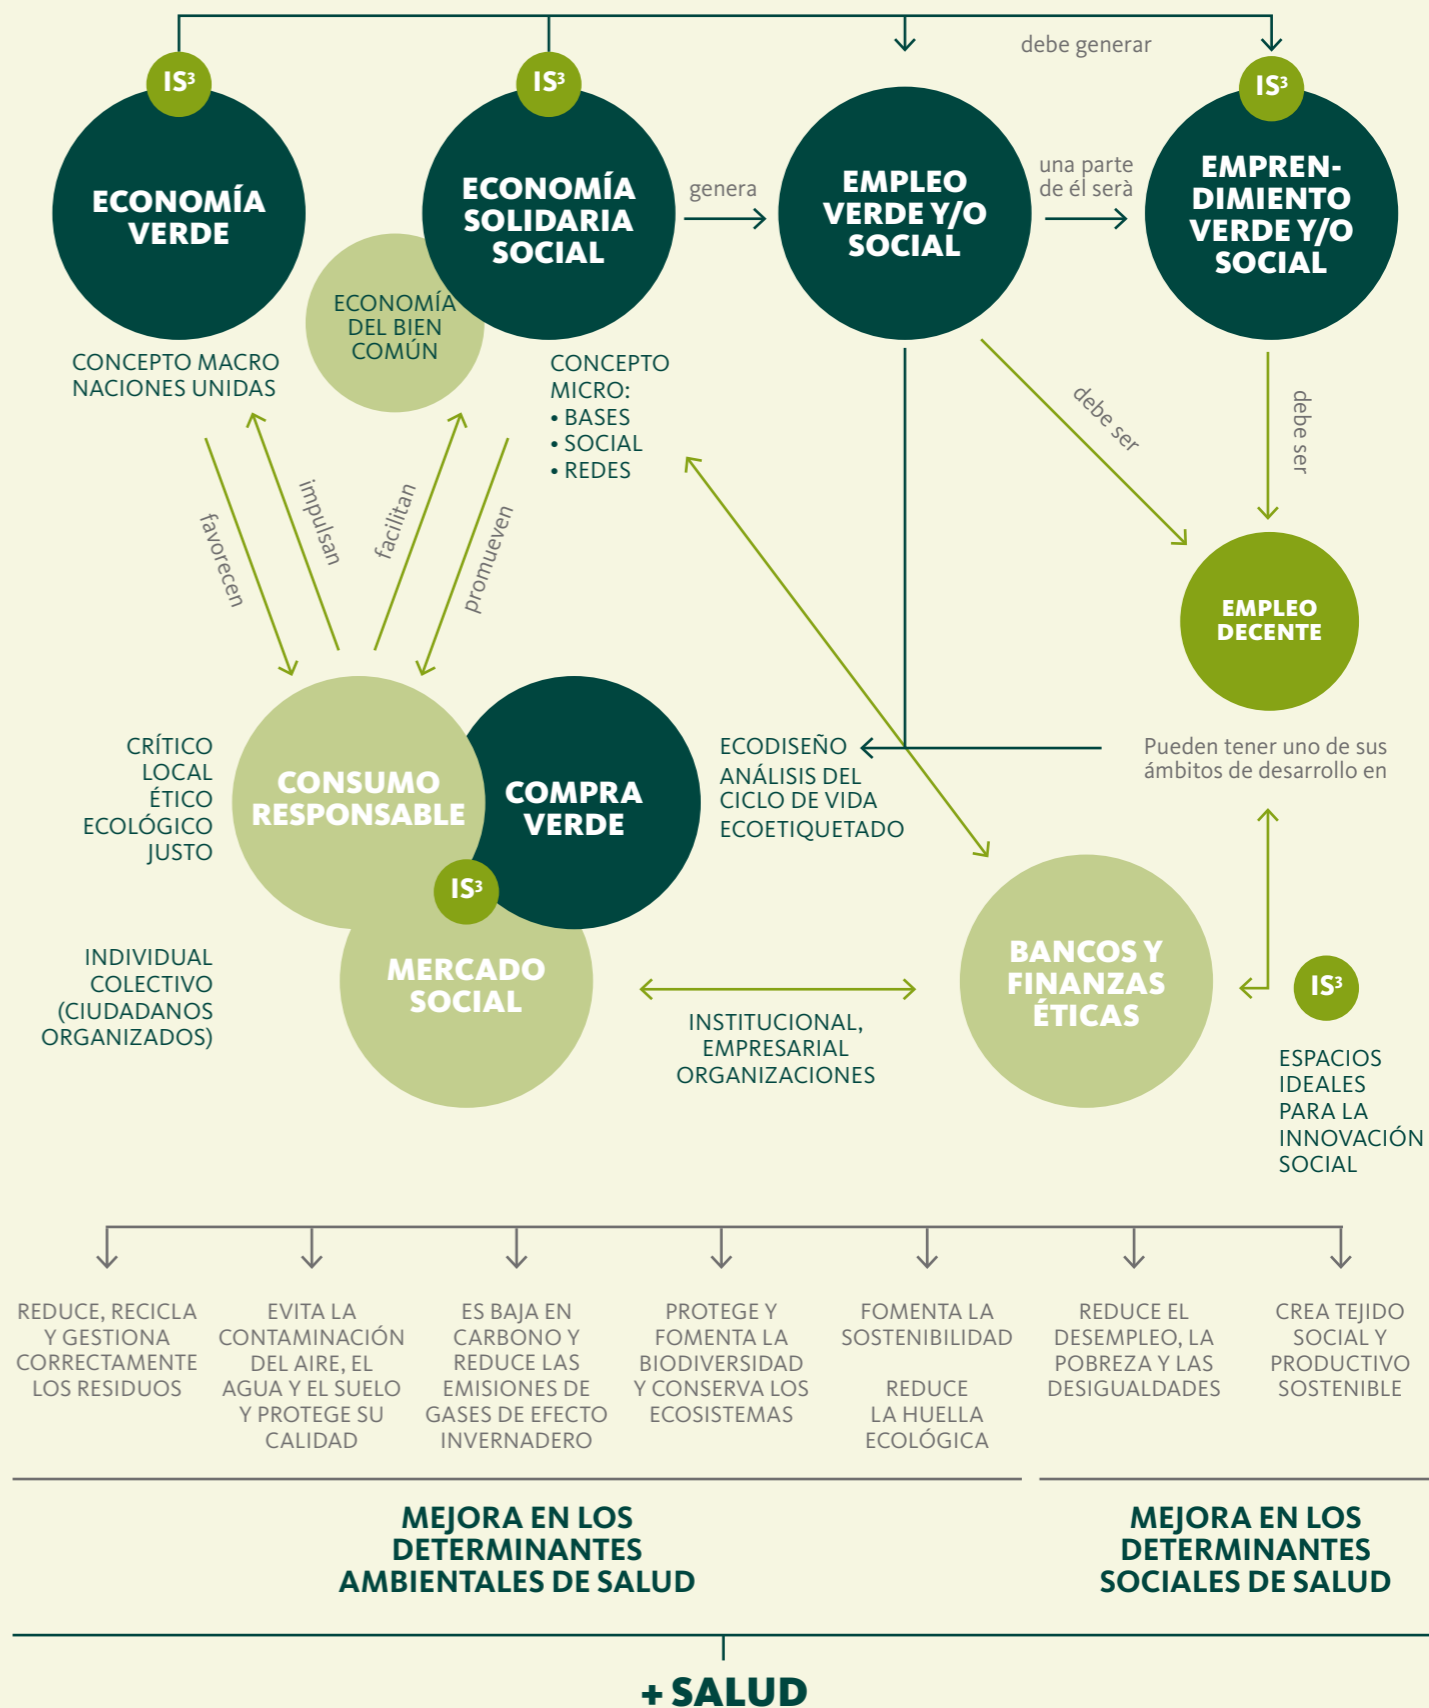 debe generar
IS³
IS³
IS³
ECONOMÍA
VERDE
ECONOMÍA
SOLIDARIA
SOCIAL
genera
EMPLEO
VERDE Y/O
SOCIAL
una parte
de él serà
EMPREN-
DIMIENTO
VERDE Y/O
SOCIAL
ECONOMÍA
DEL BIEN
COMÚN
CONCEPTO MACRO
NACIONES UNIDAS
CONCEPTO
MICRO:
• BASES
• SOCIAL
• REDES
favorecen
impulsan
facilitan
promueven
debe ser
debe ser
EMPLEO
DECENTE
Pueden tener uno de sus
ámbitos de desarrollo en
CRÍTICO
LOCAL
ÉTICO
ECOLÓGICO
JUSTO
CONSUMO
RESPONSABLE
COMPRA
VERDE
ECODISEÑO
ANÁLISIS DEL
CICLO DE VIDA
ECOETIQUETADO
IS³
INDIVIDUAL
COLECTIVO
(CIUDADANOS
ORGANIZADOS)
MERCADO
SOCIAL
INSTITUCIONAL,
EMPRESARIAL
ORGANIZACIONES
BANCOS Y
FINANZAS
ÉTICAS
IS³
ESPACIOS
IDEALES
PARA LA
INNOVACIÓN
SOCIAL
REDUCE, RECICLA
Y GESTIONA
CORRECTAMENTE
LOS RESIDUOS
EVITA LA
CONTAMINACIÓN
DEL AIRE, EL
AGUA Y EL SUELO
Y PROTEGE SU
CALIDAD
ES BAJA EN
CARBONO Y
REDUCE LAS
EMISIONES DE
GASES DE EFECTO
INVERNADERO
PROTEGE Y
FOMENTA LA
BIODIVERSIDAD
Y CONSERVA LOS
ECOSISTEMAS
FOMENTA LA
SOSTENIBILIDAD
REDUCE
LA HUELLA
ECOLÓGICA
REDUCE EL
DESEMPLEO, LA
POBREZA Y LAS
DESIGUALDADES
CREA TEJIDO
SOCIAL Y
PRODUCTIVO
SOSTENIBLE
MEJORA EN LOS
DETERMINANTES
AMBIENTALES DE SALUD
MEJORA EN LOS
DETERMINANTES
SOCIALES DE SALUD
+ SALUD